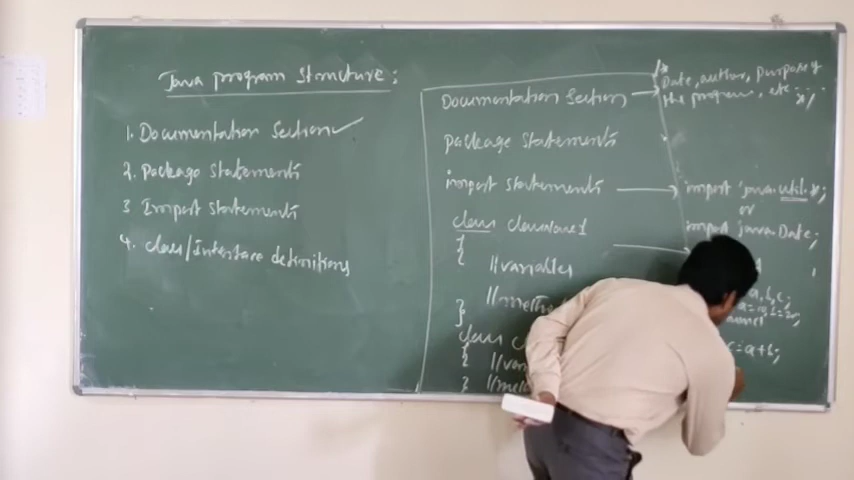 Java program structure:
1. Documentation Section
2. Package statements
3 Import statements
4. class/Interface definitions
Documentation Section
package statements
import statements
class classname1
{
//variables
//meth
}
class
{
}
/*
Date, author, purpose of
the program, etc... */
import java.util.*;
or
import java.Date;
a,b,c;
c=a+b;